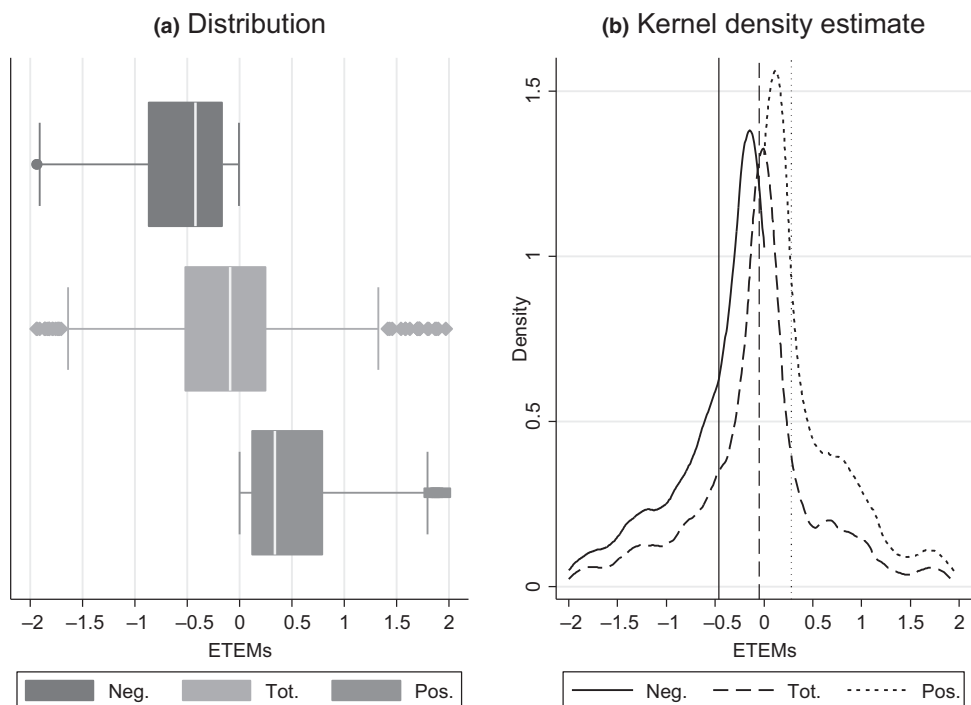 (a) Distribution
–2 –1.5 –1 –0.5 0 0.5 1 1.5 2
ETEMs
Neg. Tot. Pos.
(b) Kernel density estimate
1.5
1
0.5
0
Density
–2 –1.5 –1 –0.5 0 0.5 1 1.5 2
ETEMs
Neg. Tot. Pos.